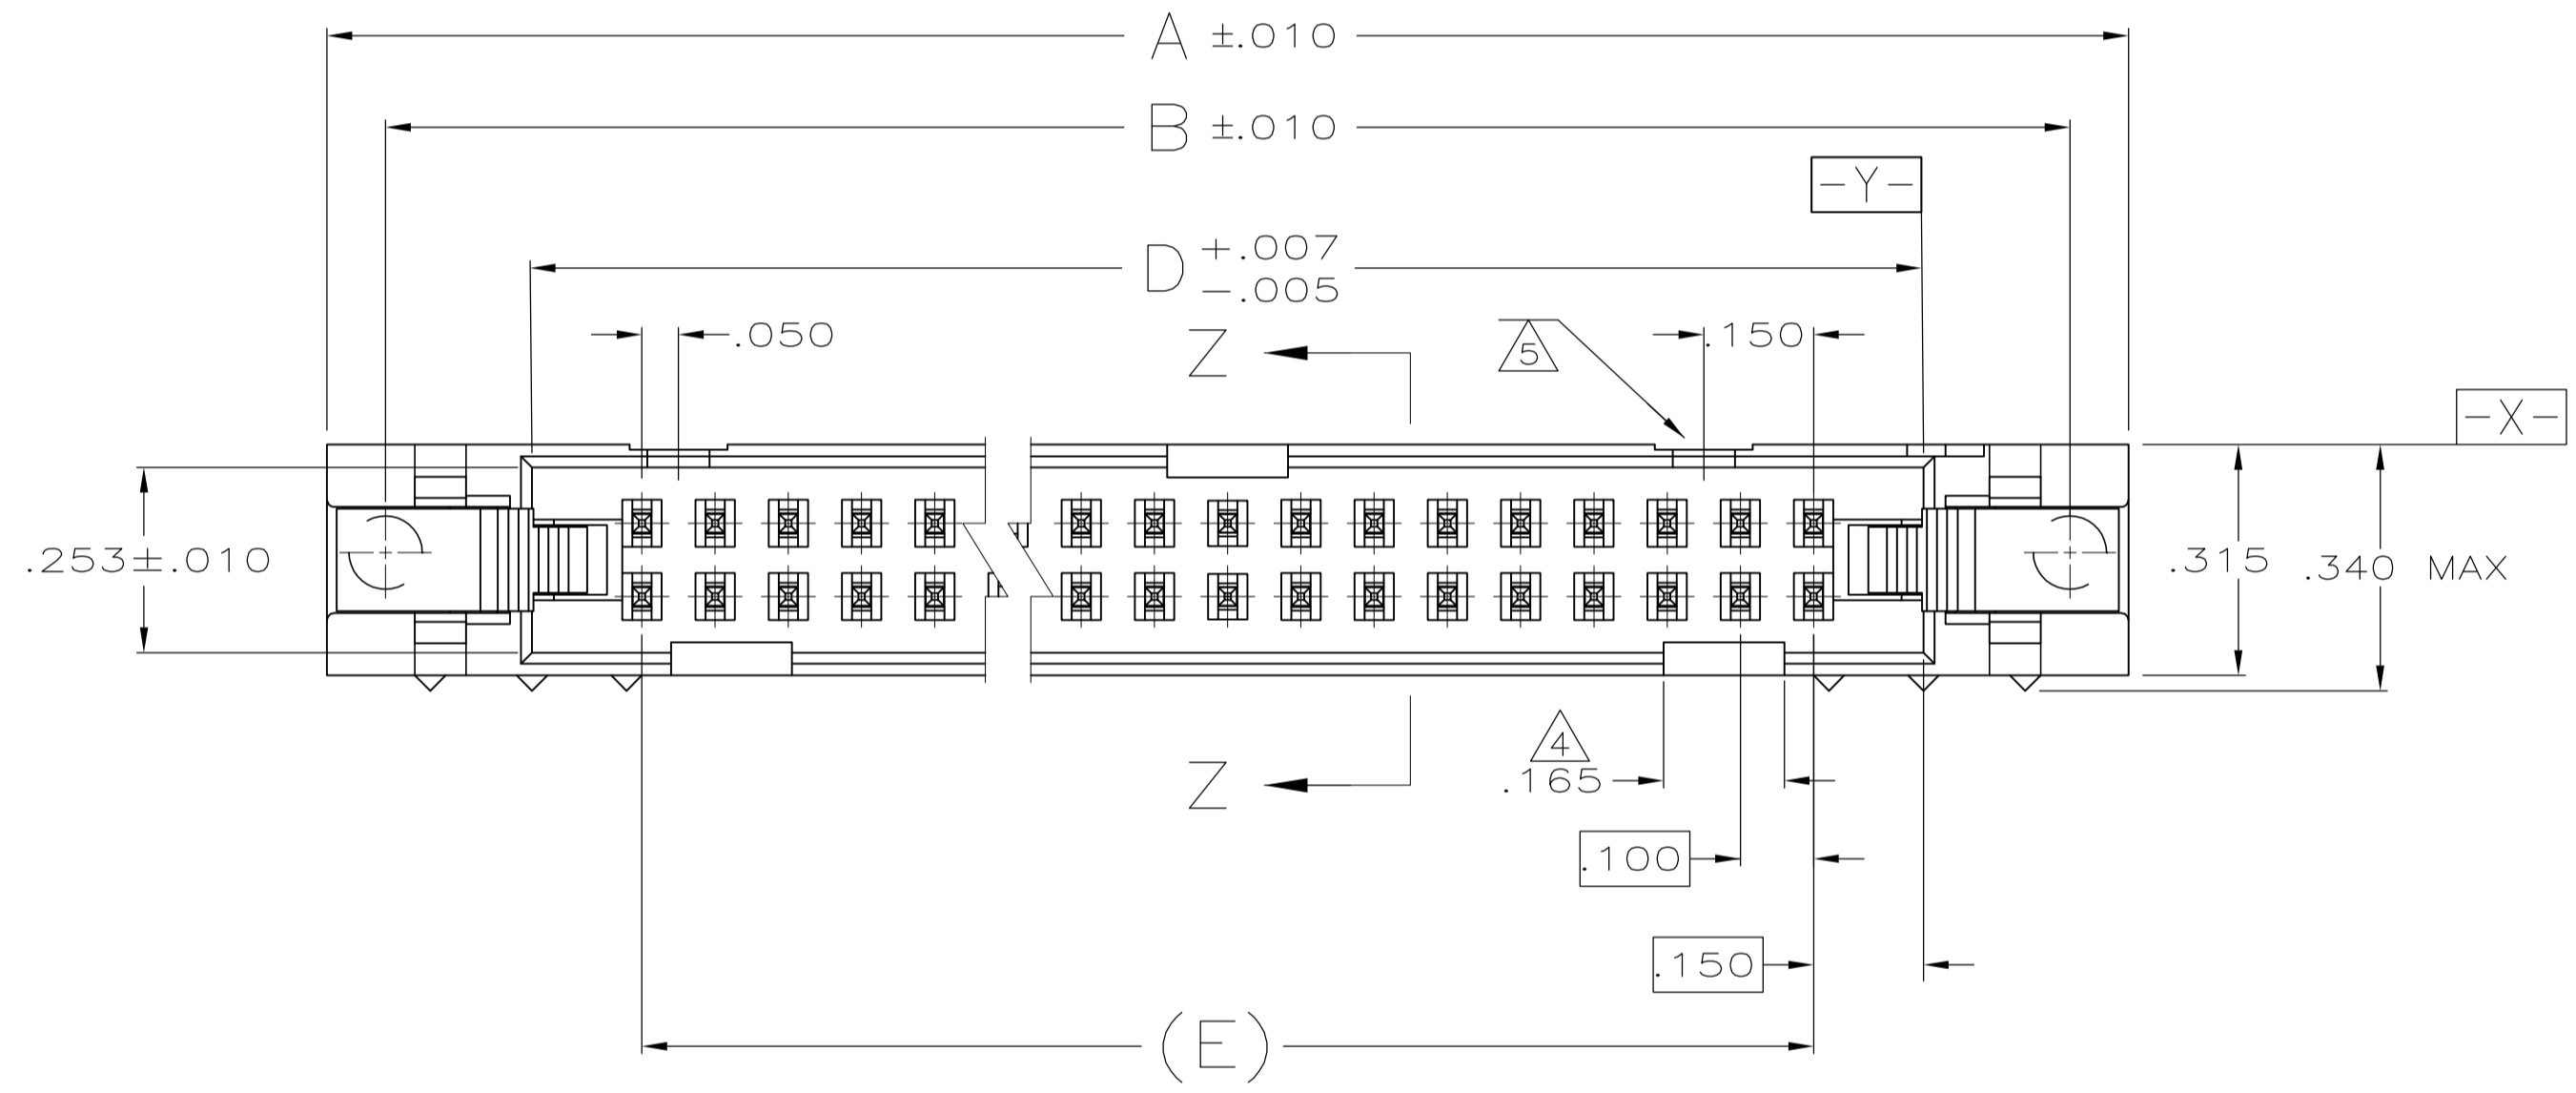 A ±.010
B ±.010
-Y-
D +.007
-.005
.050
Z
5
.150
-X-
.253±.010
.315
.340 MAX
4
.165
Z
.100
.150
(E)